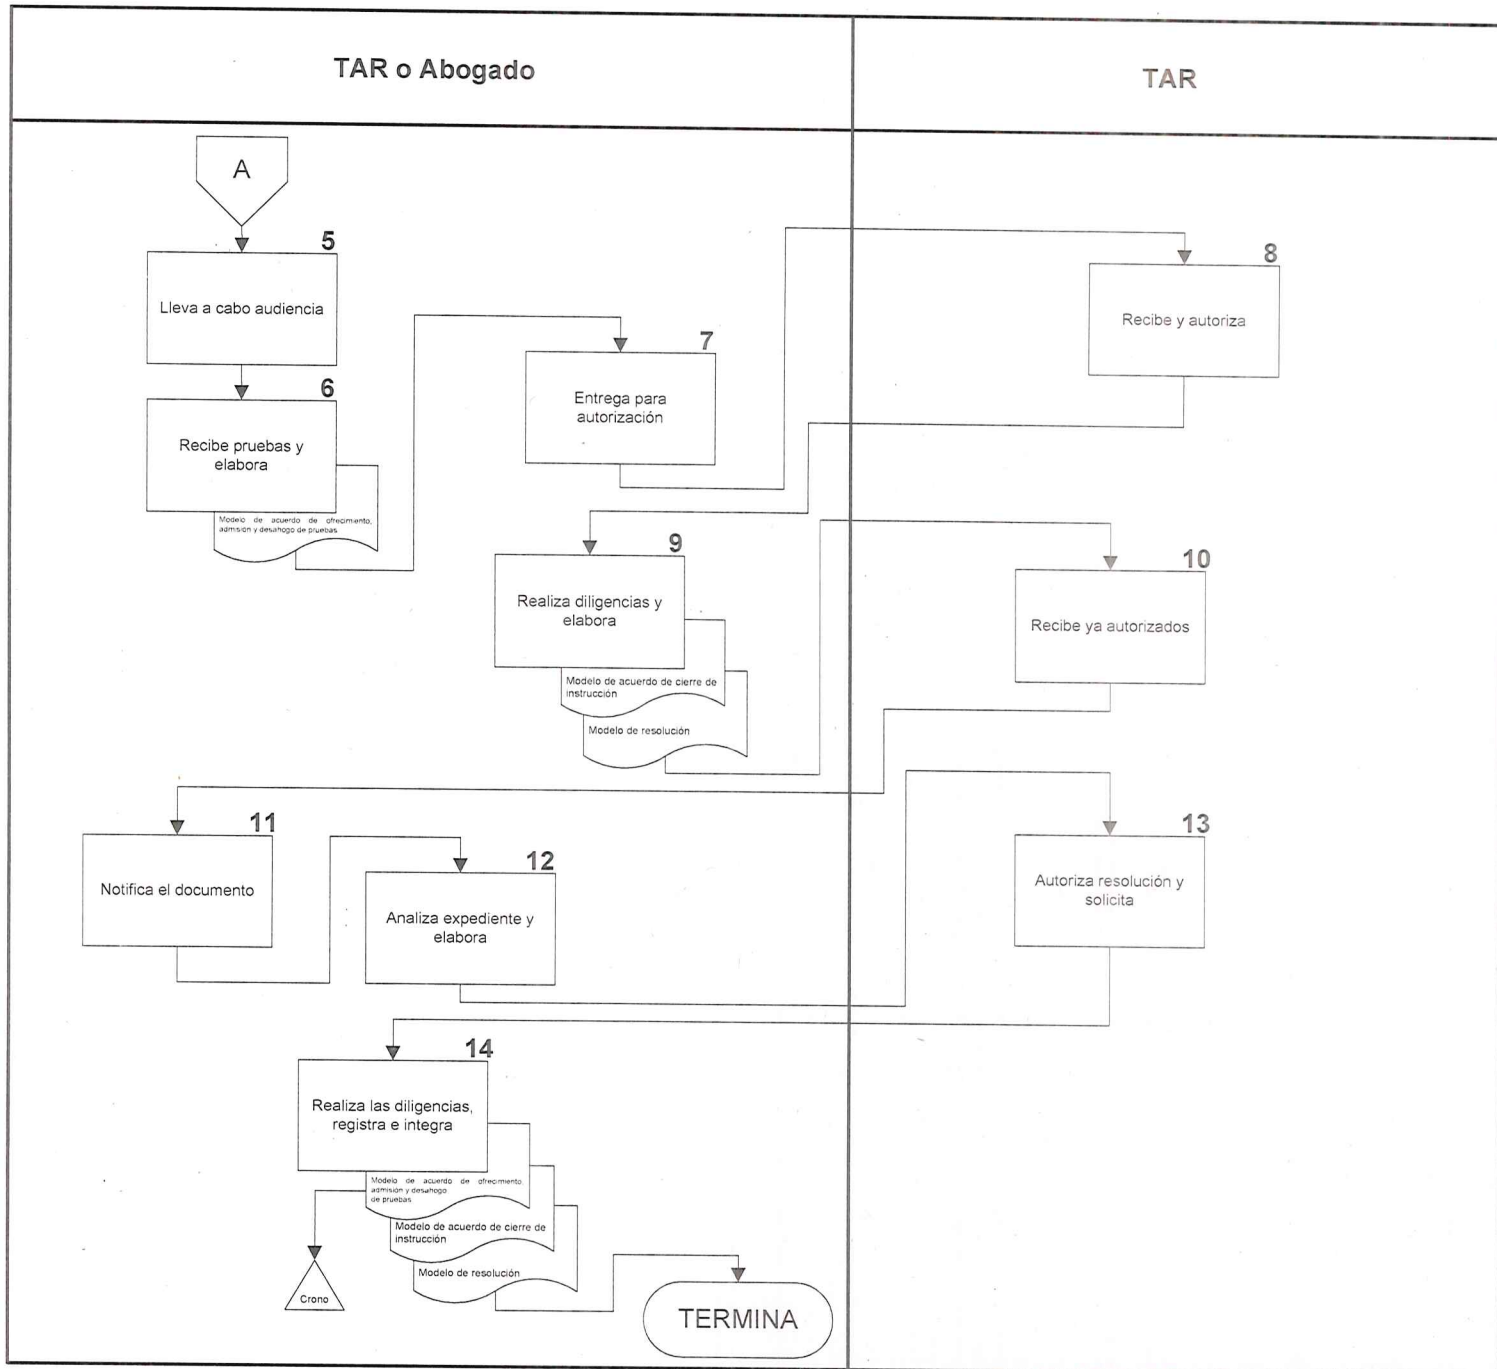 TAR o Abogado
TAR
A
5
Lleva a cabo audiencia
6
Recibe pruebas y
elabora
Modelo de acuerdo de ofrecimiento,
admisión y desahogo de pruebas
7
Entrega para
autorización
8
Recibe y autoriza
9
Realiza diligencias y
elabora
Modelo de acuerdo de cierre de
instrucción
Modelo de resolución
10
Recibe ya autorizados
11
Notifica el documento
12
Analiza expediente y
elabora
13
Autoriza resolución y
solicita
14
Realiza las diligencias,
registra e integra
Modelo de acuerdo de ofrecimiento,
admisión y desahogo
de pruebas
Modelo de acuerdo de cierre de
instrucción
Modelo de resolución
Crono
TERMINA